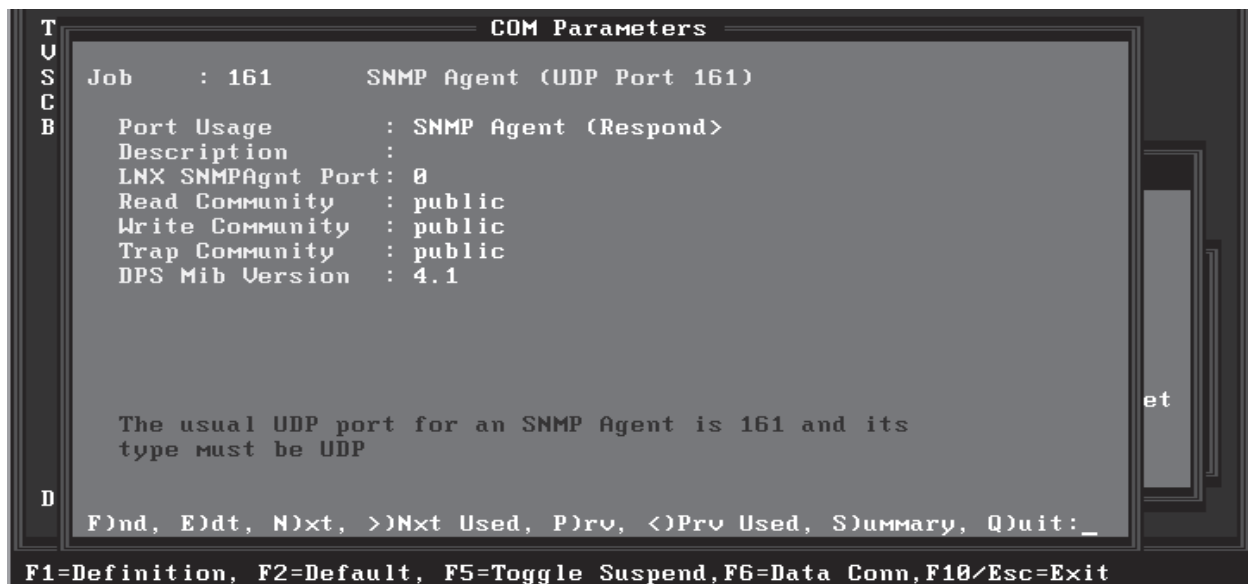 COM Parameters
T
V
S
C
B
Job : 161 SNMP Agent (UDP Port 161)
Port Usage : SNMP Agent (Respond>
Description :
LNX SNMPAgnt Port: 0
Read Community : public
Write Community : public
Trap Community : public
DPS Mib Version : 4.1
et
The usual UDP port for an SNMP Agent is 161 and its
type must be UDP
D
F)nd, E)dt, N)xt, >)Nxt Used, P)rv, <)Prv Used, S)ummary, Q)uit:_
F1=Definition, F2=Default, F5=Toggle Suspend,F6=Data Conn,F10/Esc=Exit